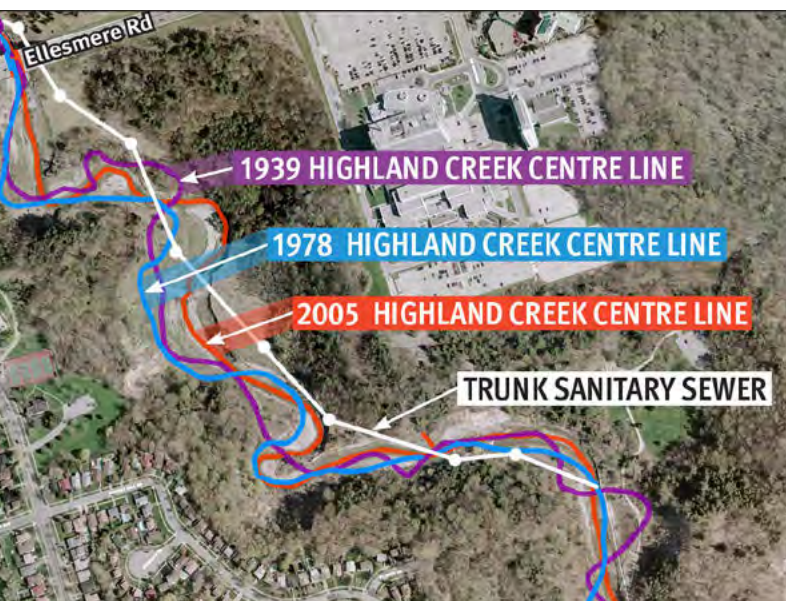 Ellesmere Rd
1939 HIGHLAND CREEK CENTRE LINE
1978 HIGHLAND CREEK CENTRE LINE
2005 HIGHLAND CREEK CENTRE LINE
TRUNK SANITARY SEWER